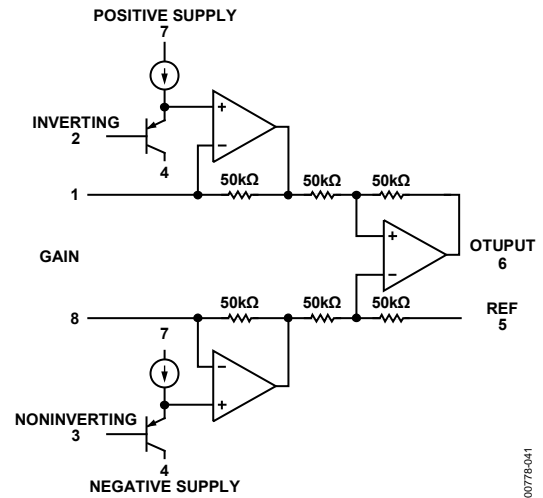 POSITIVE SUPPLY
7
INVERTING
2
+
−
4
1
50kΩ 50kΩ 50kΩ
+
−
OTUPUT
6
GAIN
50kΩ 50kΩ 50kΩ
8
REF
5
7
−
+
NONINVERTING
3
4
NEGATIVE SUPPLY
00778-041